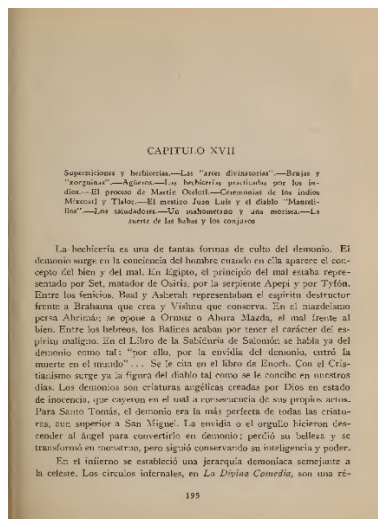 CAPITULO XVII
Supersticiones y hechicerías.—Las "artes divinatorias".—Brujas y
"xorguinas".—Agüeros.—Las hechicerías practicadas por los in-
dios.—El proceso de Martín Ocelotl.—Ceremonias de los indios
Mixcoatl y Tlaloc.—El mestizo Juan Luis y el diablo "Mantedi-
llos".—Los saludadores.—Un mahometano y una morisca.—La
suerte de las habas y los conjuros
La hechicería es una de tantas formas de culto del demonio. El
demonio surge en la conciencia del hombre cuando en ella aparece el con-
cepto del bien y del mal. En Egipto, el principio del mal estaba repre-
sentado por Set, matador de Osiris, por la serpiente Apepi y por Tyfón.
Entre los fenicios, Baal y Asherah representaban el espíritu destructor
frente a Brahama que crea y Vishnu que conserva. En el mazdeísmo
persa Ahrimán; se opone a Ormuz o Ahura Mazda, el mal frente al
bien. Entre los hebreos, los Balines acaban por tener el carácter del es-
píritu maligno. En el Libro de la Sabiduría de Salomón se habla ya del
demonio como tal: "por ello, por la envidia del demonio, entró la
muerte en el mundo"... Se le cita en el libro de Enoch. Con el Cris-
tianismo surge ya la figura del diablo tal como se le concibe en nuestros
días. Los demonios son criaturas angélicas creadas por Dios en estado
de inocencia, que cayeron en el mal a consecuencia de sus propios actos.
Para Santo Tomás, el demonio era la más perfecta de todas las criatu-
ras, aun superior a San Miguel. La envidia o el orgullo hicieron des-
cender al ángel para convertirlo en demonio; perdió su belleza y se
transformó en monstruo, pero siguió conservando su inteligencia y poder.
En el infierno se estableció una jerarquía demoníaca semejante a
la celeste. Los círculos infernales, en La Divina Comedia, son una ré-
195